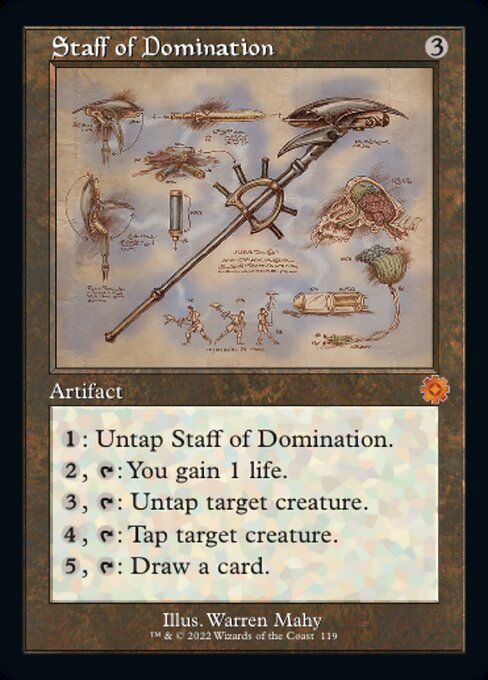 Staff of Domination 3
Artifact
1: Untap Staff of Domination.
2, : You gain 1 life.
3, : Untap target creature.
4, : Tap target creature.
5, : Draw a card.
Illus. Warren Mahy
™ & © 2022 Wizards of the Coast 119